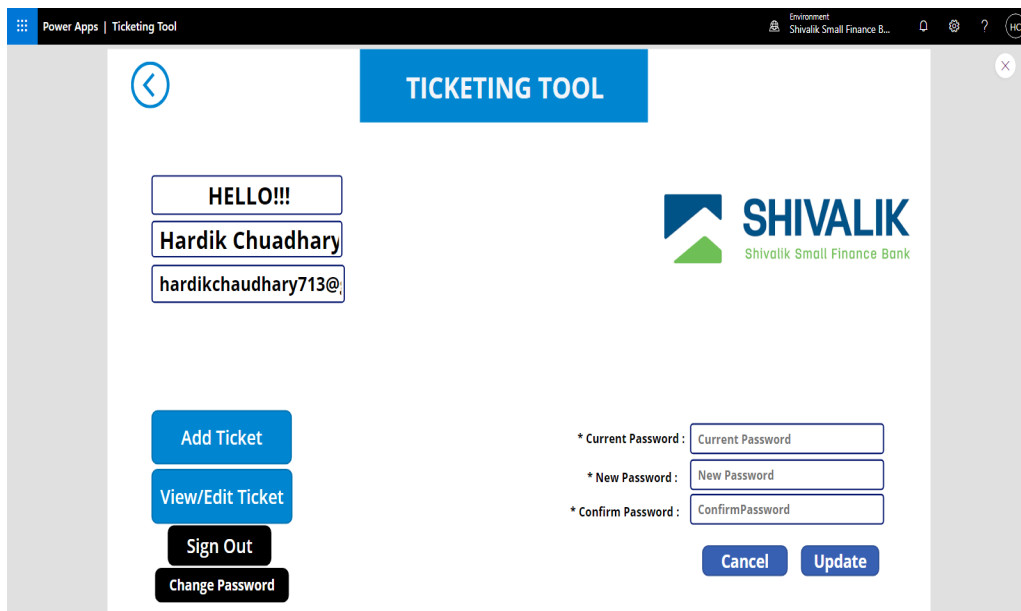 Power Apps | Ticketing Tool
Environment
Shivalik Small Finance B...
?
HC
TICKETING TOOL
HELLO!!!
Hardik Chuadhary
hardikchaudhary713@
SHIVALIK
Shivalik Small Finance Bank
Add Ticket
View/Edit Ticket
Sign Out
Change Password
* Current Password :
Current Password
* New Password :
New Password
* Confirm Password :
ConfirmPassword
Cancel
Update